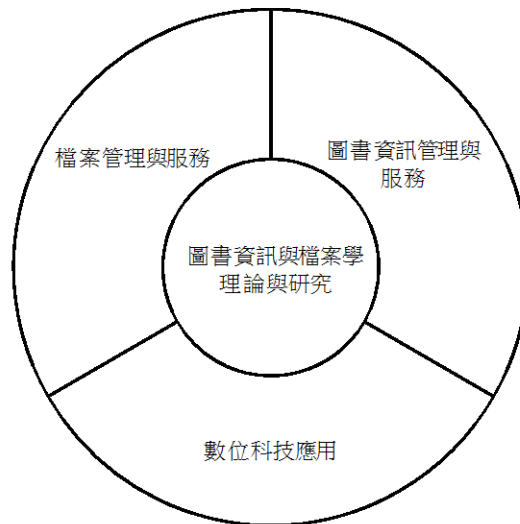 檔案管理與服務
圖書資訊管理與
服務
圖書資訊與檔案學
理論與研究
數位科技應用